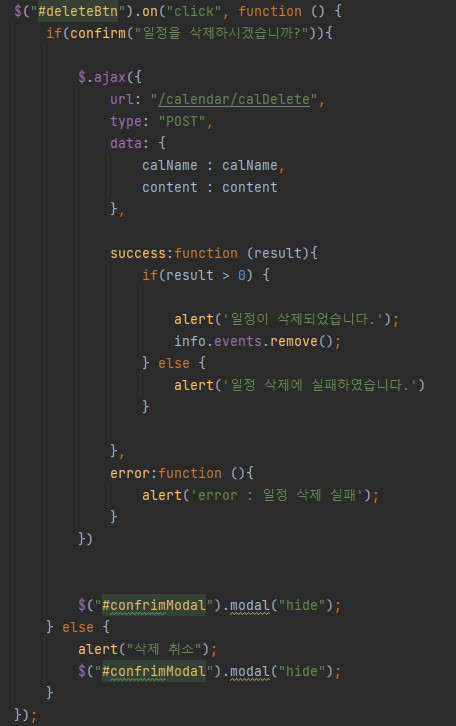 $("#deleteBtn").on("click", function () {
if(confirm("일정을 삭제하시겠습니까?")){
$.ajax({
url: "/calendar/calDelete",
type: "POST",
data: {
calName : calName,
content : content
},
success:function (result){
if(result > 0) {
alert('일정이 삭제되었습니다.');
info.events.remove();
} else {
alert('일정 삭제에 실패하였습니다.')
}
},
error:function (){
alert('error : 일정 삭제 실패');
}
})
$("#confrimModal").modal("hide");
} else {
alert("삭제 취소");
$("#confrimModal").modal("hide");
}
});